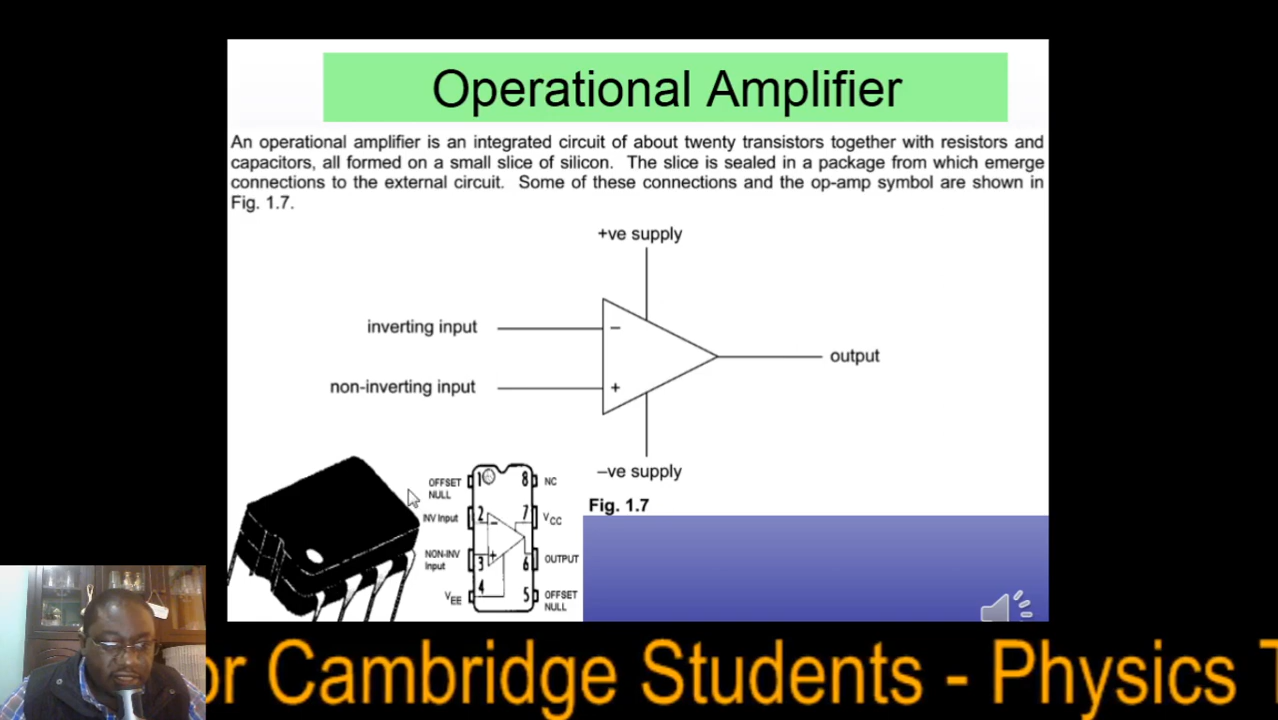 Operational Amplifier
An operational amplifier is an integrated circuit of about twenty transistors together with resistors and
capacitors, all formed on a small slice of silicon. The slice is sealed in a package from which emerge
connections to the external circuit. Some of these connections and the op-amp symbol are shown in
Fig. 1.7.
+ve supply
inverting input
−
output
non-inverting input
+
–ve supply
Fig. 1.7
OFFSET
NULL
1
8
NC
INV Input
2
−
7
VCC
NON-INV
Input
3
+
6
OUTPUT
VEE
4
5
OFFSET
NULL
or Cambridge Students - Physics T